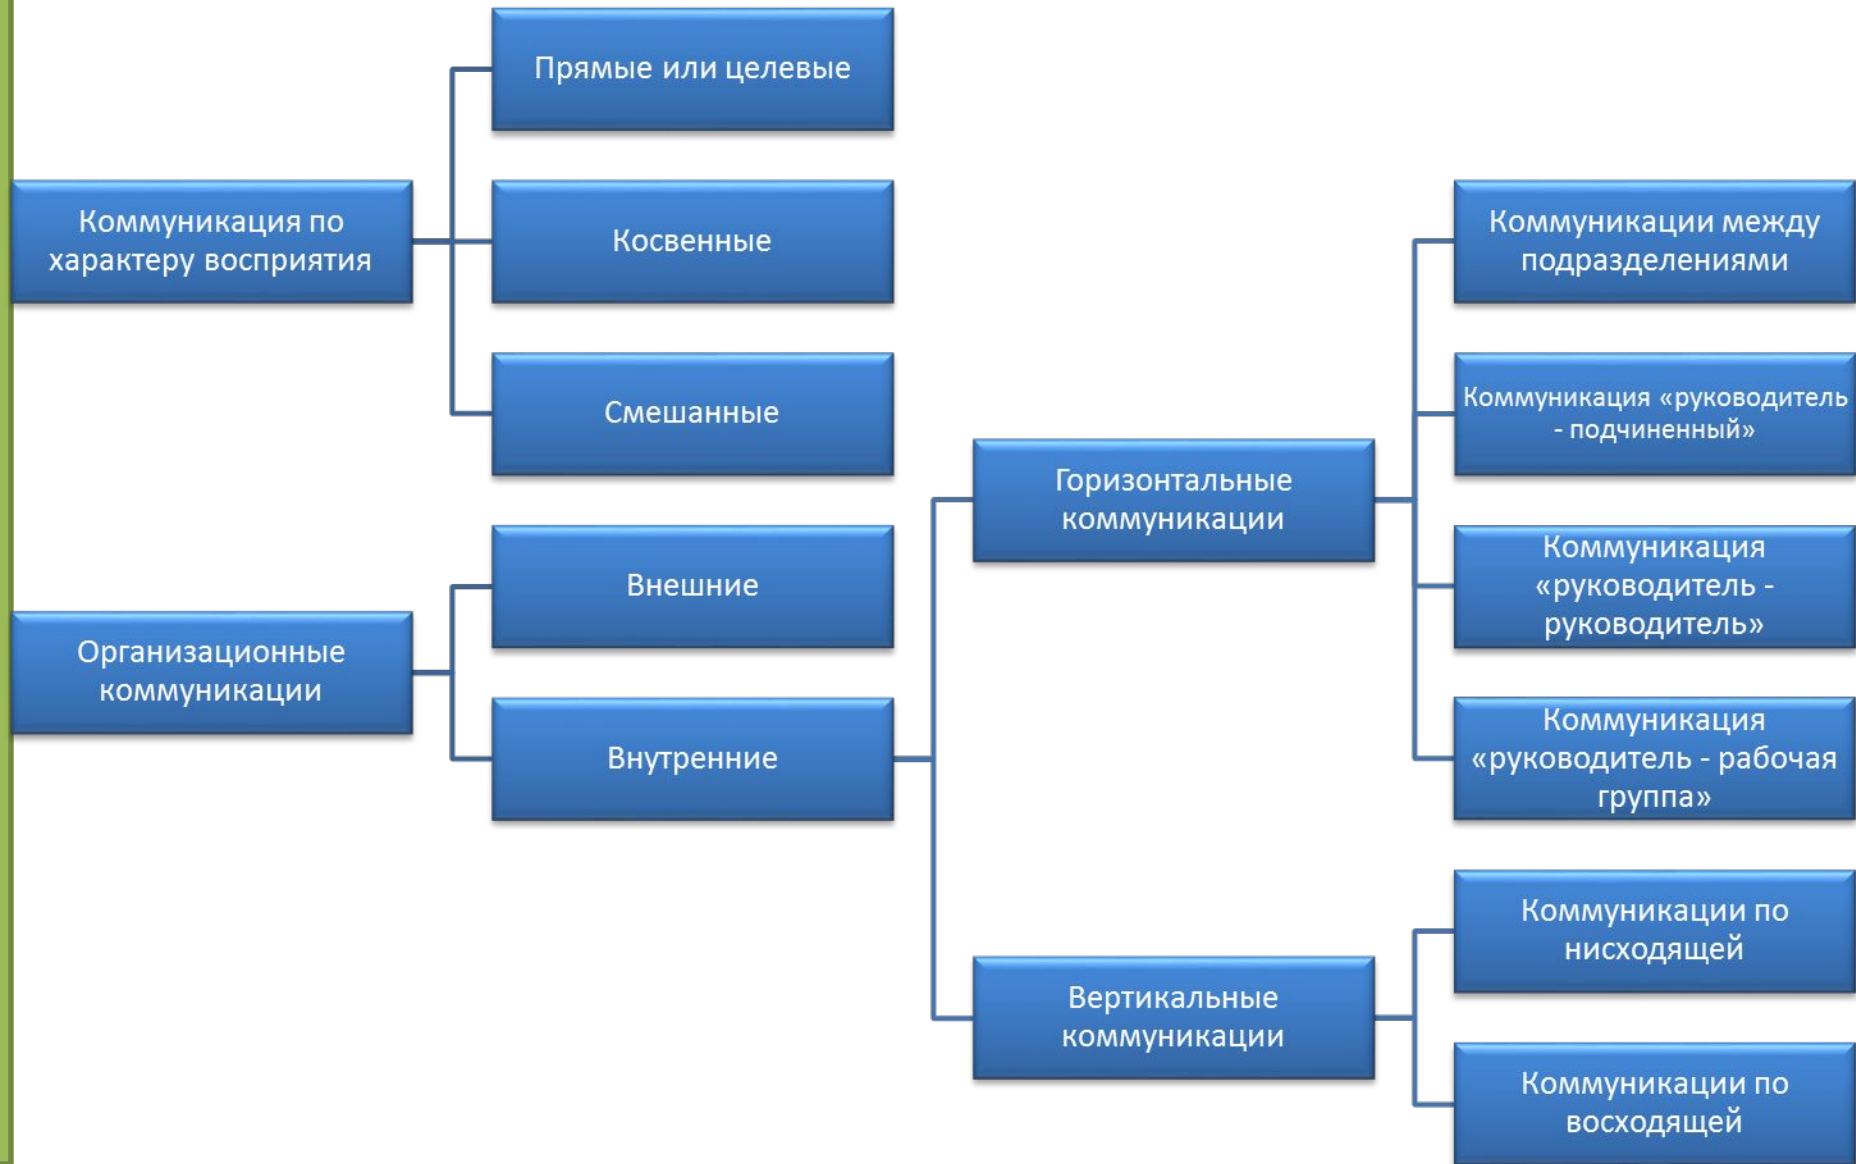 Прямые или целевые
Коммуникация по
характеру восприятия
Косвенные
Смешанные
Организационные
коммуникации
Внешние
Внутренние
Горизонтальные
коммуникации
Коммуникации между
подразделениями
Коммуникация «руководитель
- подчиненный»
Коммуникация
«руководитель -
руководитель»
Коммуникация
«руководитель - рабочая
группа»
Вертикальные
коммуникации
Коммуникации по
нисходящей
Коммуникации по
восходящей